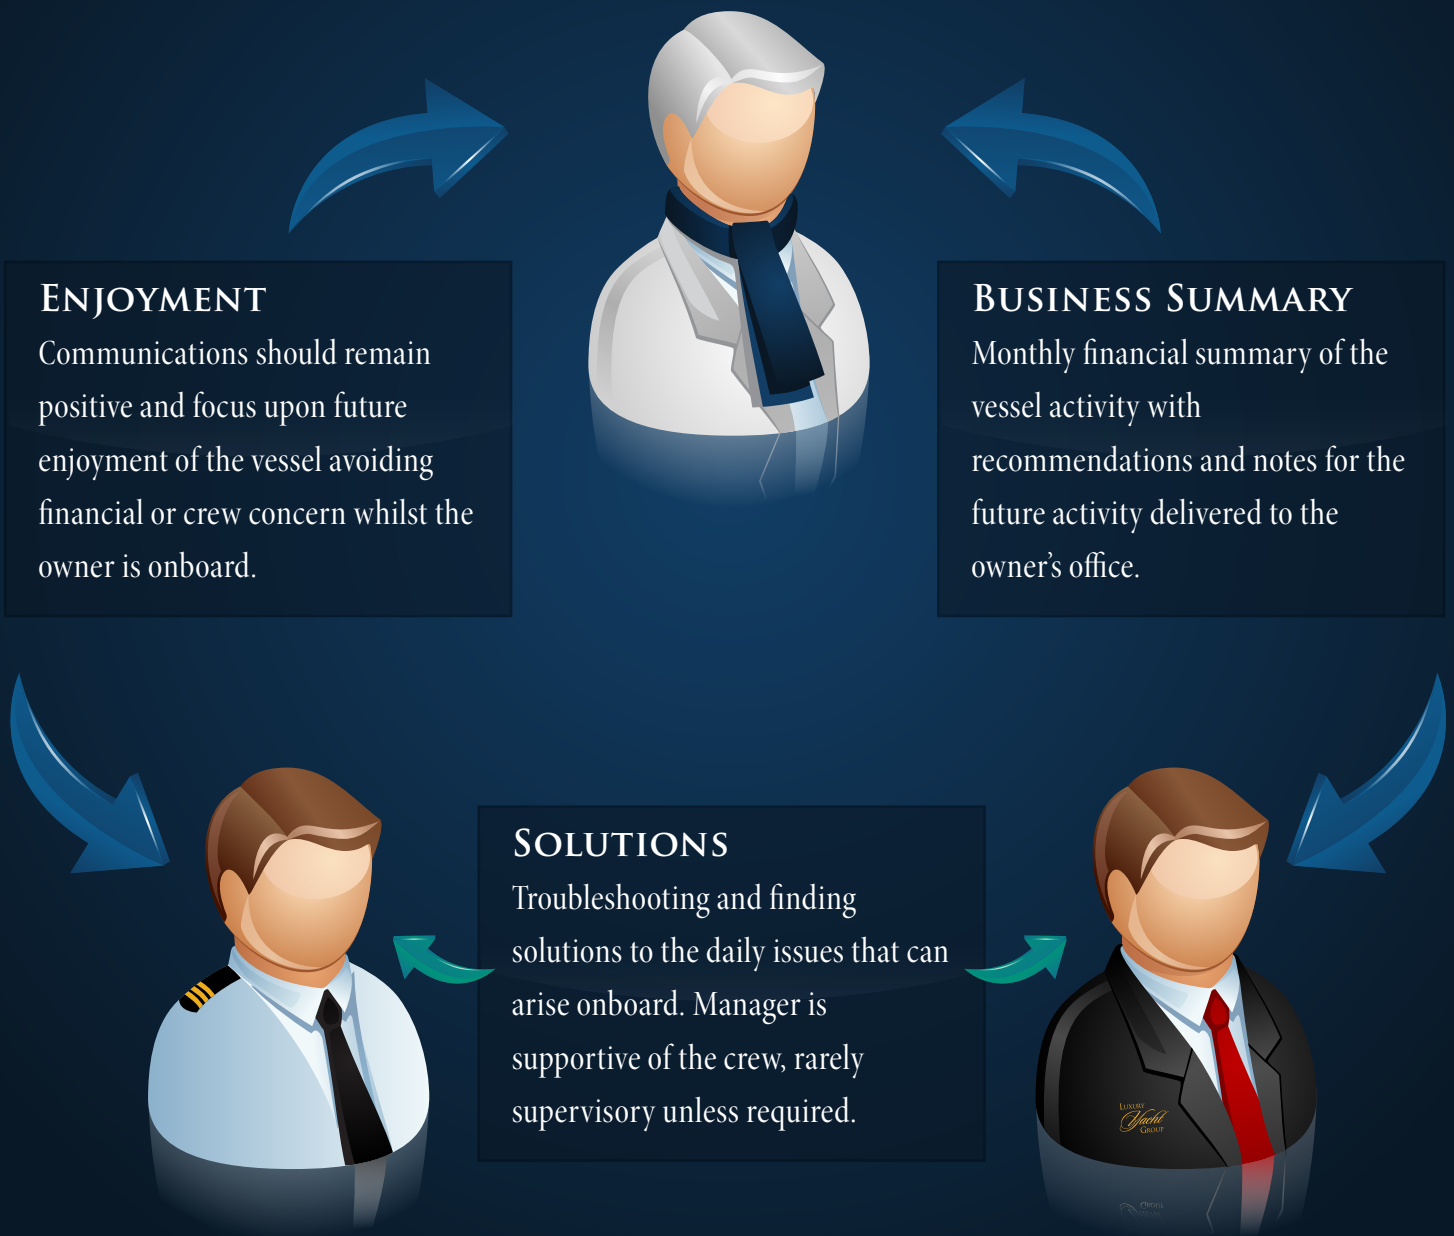 ENJOYMENT
Communications should remain
positive and focus upon future
enjoyment of the vessel avoiding
financial or crew concern whilst the
owner is onboard.
BUSINESS SUMMARY
Monthly financial summary of the
vessel activity with
recommendations and notes for the
future activity delivered to the
owner’s office.
SOLUTIONS
Troubleshooting and finding
solutions to the daily issues that can
arise onboard. Manager is
supportive of the crew, rarely
supervisory unless required.
LUXURY
Yacht
GROUP